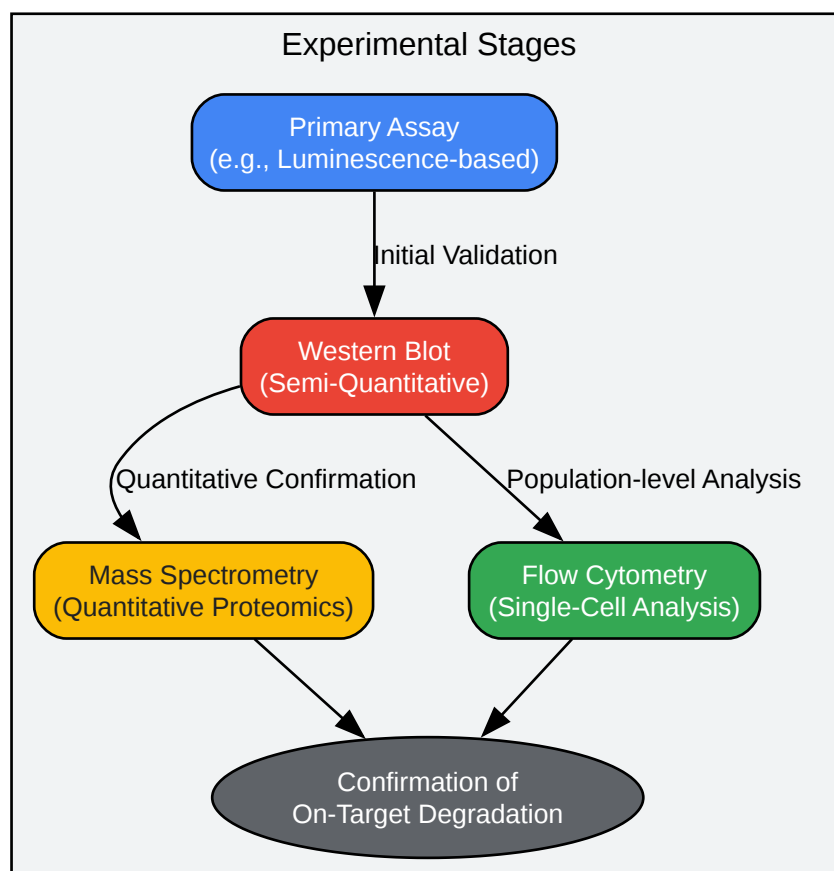 Experimental Stages
Primary Assay
(e.g., Luminescence-based)
Initial Validation
Western Blot
(Semi-Quantitative)
Quantitative Confirmation
Population-level Analysis
Mass Spectrometry
(Quantitative Proteomics)
Flow Cytometry
(Single-Cell Analysis)
Confirmation of
On-Target Degradation